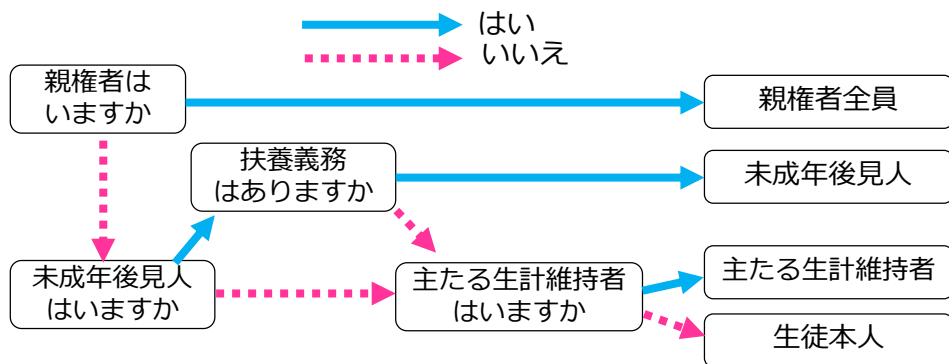 はい
いいえ
親権者は
いますか
親権者全員
扶養義務
はありますか
未成年後見人
未成年後見人
はいますか
主たる生計維持者
はいますか
主たる生計維持者
生徒本人